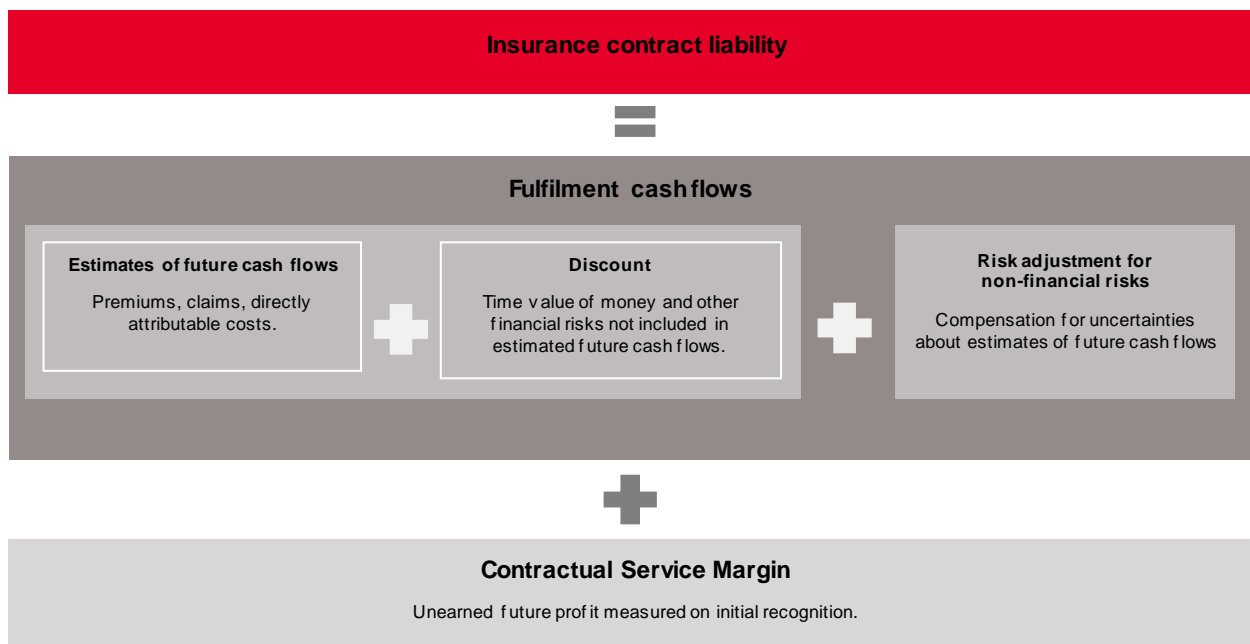 Insurance contract liability
=
Fulfilment cash flows
Estimates of future cash flows
Premiums, claims, directly
attributable costs.
+
Discount
Time value of money and other
financial risks not included in
estimated future cash flows.
+
Risk adjustment for
non-financial risks
Compensation for uncertainties
about estimates of future cash flows
+
Contractual Service Margin
Unearned future profit measured on initial recognition.